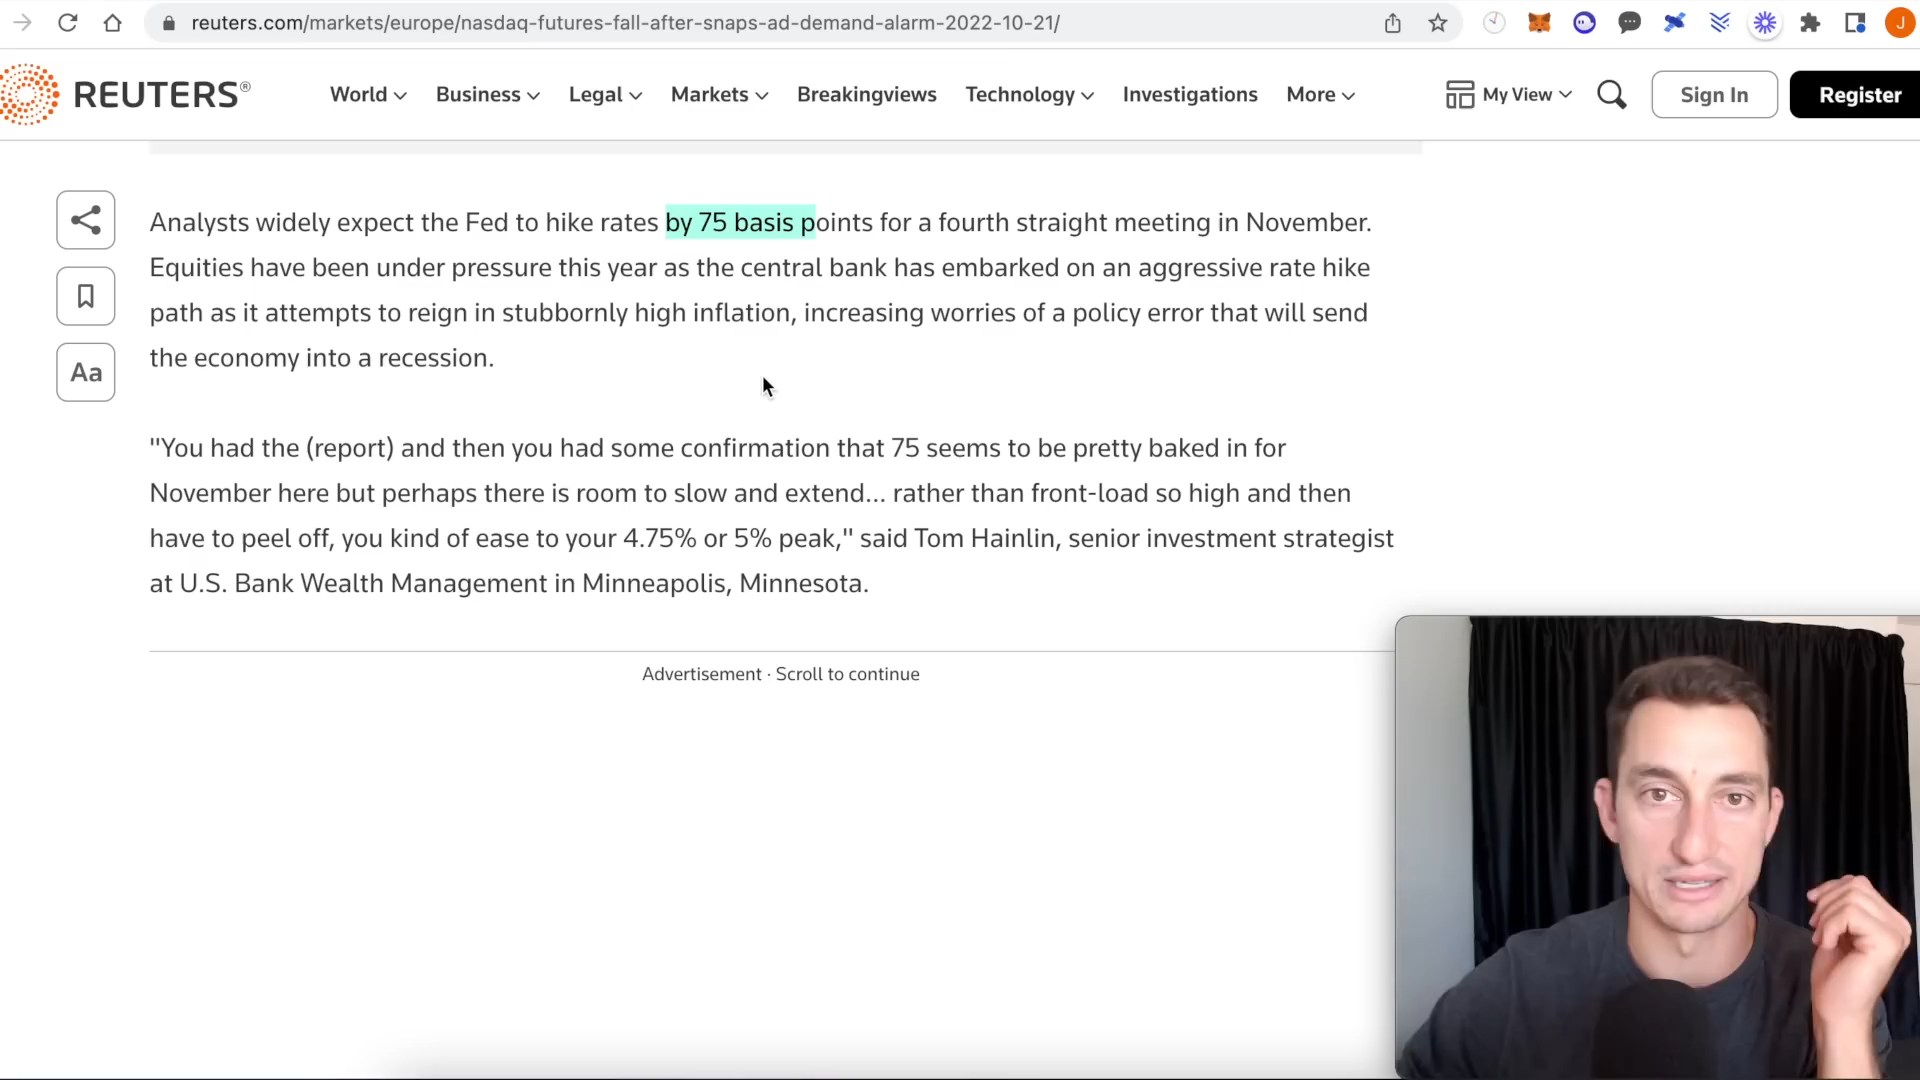 reuters.com/markets/europe/nasdaq-futures-fall-after-snaps-ad-demand-alarm-2022-10-21/
J
REUTERS®
World
Business
Legal
Markets
Breakingviews
Technology
Investigations
More
My View
Sign In
Register
Aa
Analysts widely expect the Fed to hike rates by 75 basis points for a fourth straight meeting in November.
Equities have been under pressure this year as the central bank has embarked on an aggressive rate hike
path as it attempts to reign in stubbornly high inflation, increasing worries of a policy error that will send
the economy into a recession.
"You had the (report) and then you had some confirmation that 75 seems to be pretty baked in for
November here but perhaps there is room to slow and extend... rather than front-load so high and then
have to peel off, you kind of ease to your 4.75% or 5% peak," said Tom Hainlin, senior investment strategist
at U.S. Bank Wealth Management in Minneapolis, Minnesota.
Advertisement · Scroll to continue